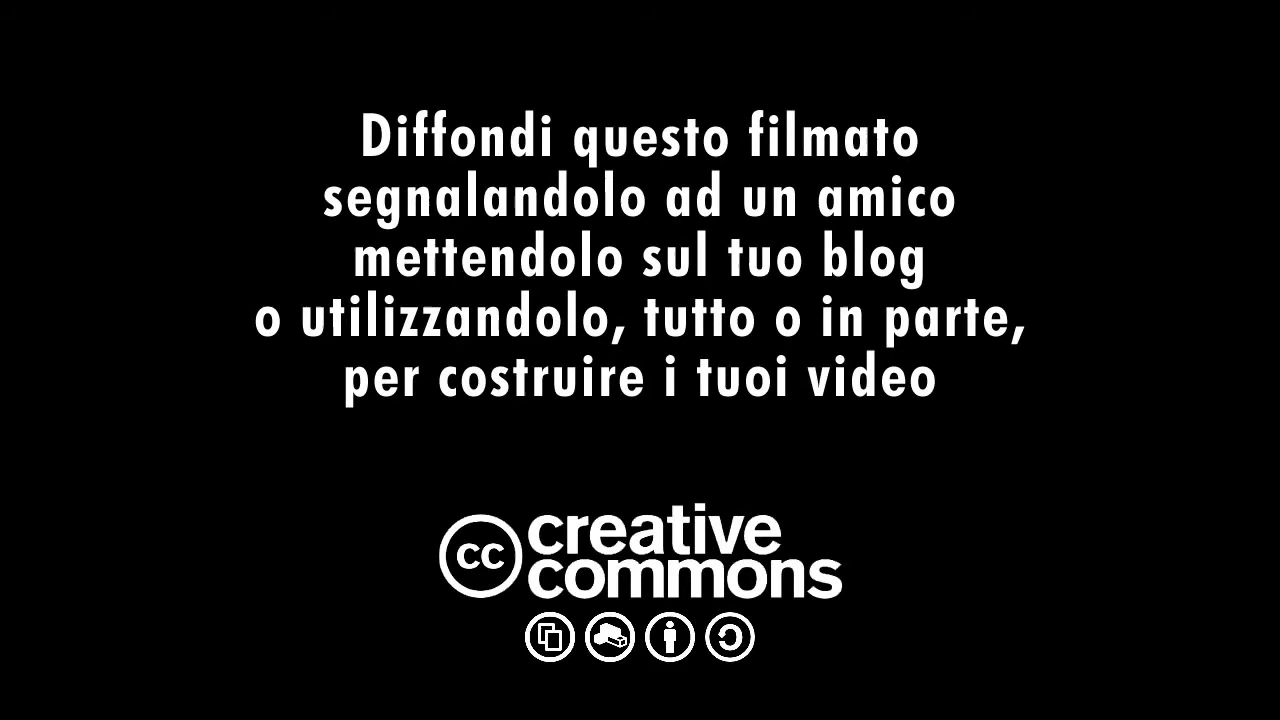 Diffondi questo filmato
segnalandolo ad un amico
mettendolo sul tuo blog
o utilizzandolo, tutto o in parte,
per costruire i tuoi video
cc creative
commons